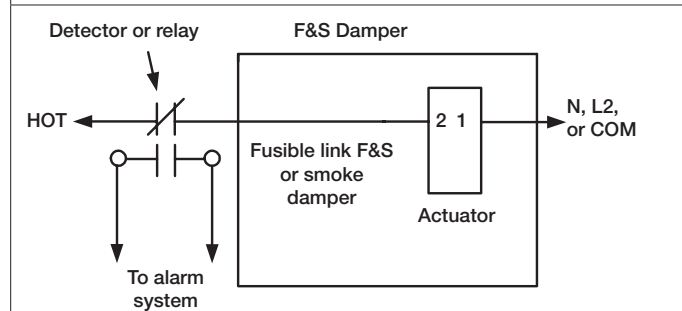 Detector or relay
F&S Damper
HOT
2 1
N, L2,
or COM
Fusible link F&S
or smoke
damper
Actuator
To alarm
system